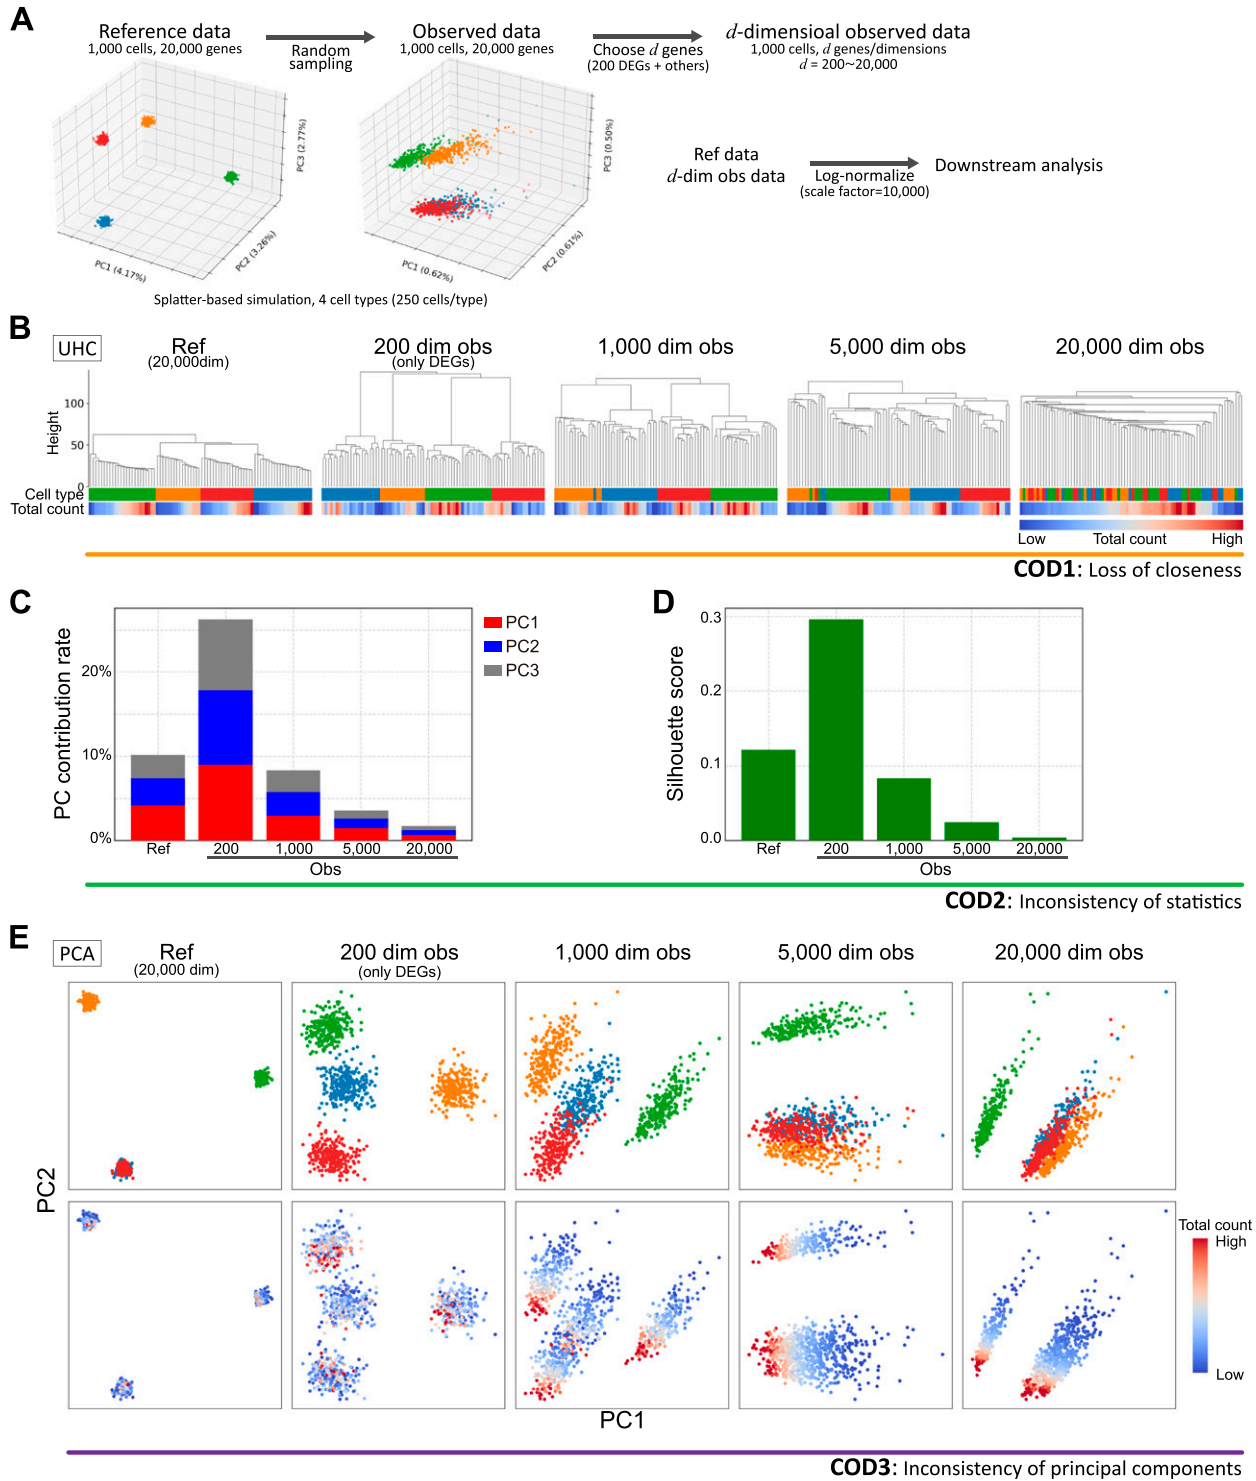 A
Reference data
1,000 cells, 20,000 genes
Random
sampling
Observed data
1,000 cells, 20,000 genes
Choose d genes
(200 DEGs + others)
d-dimensioal observed data
1,000 cells, d genes/dimensions
d = 200~20,000
PC1 (4.17%)
PC2 (3.26%)
PC3 (2.77%)
PC1 (0.62%)
PC2 (0.61%)
PC3 (0.50%)
Ref data
d-dim obs data
Log-normalize
(scale factor=10,000)
Downstream analysis
Splatter-based simulation, 4 cell types (250 cells/type)
B
UHC
Ref
(20,000dim)
200 dim obs
(only DEGs)
1,000 dim obs
5,000 dim obs
20,000 dim obs
Height
100
50
0
Cell type
Total count
Low
Total count
High
COD1: Loss of closeness
C
PC contribution rate
20%
10%
0%
Ref
200
1,000
5,000
20,000
Obs
PC1
PC2
PC3
D
Silhouette score
0.3
0.2
0.1
0.0
Ref
200
1,000
5,000
20,000
Obs
COD2: Inconsistency of statistics
E
PCA
Ref
(20,000 dim)
200 dim obs
(only DEGs)
1,000 dim obs
5,000 dim obs
20,000 dim obs
PC2
PC1
Total count
High
Low
COD3: Inconsistency of principal components